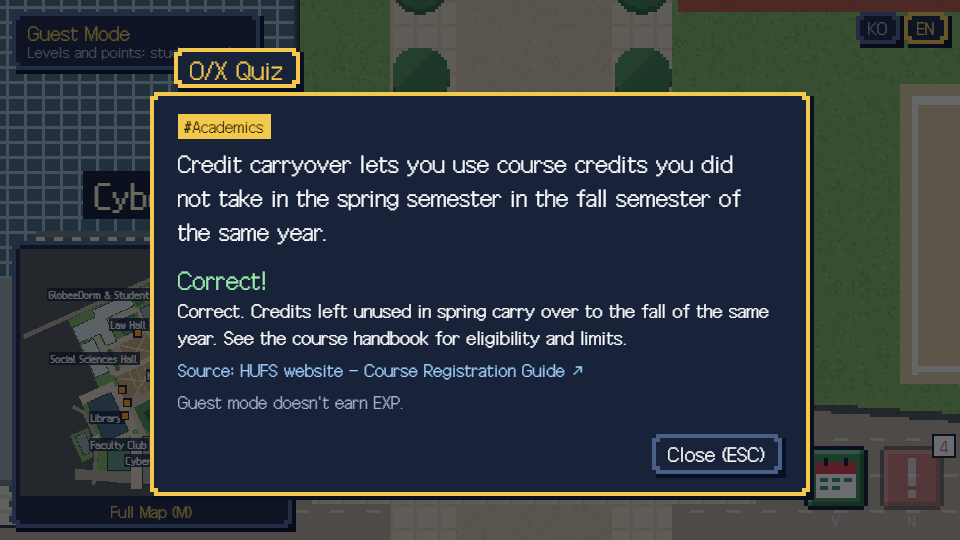 Guest Mode
Levels and points: stu
KO
EN
O/X Quiz
#Academics
Credit carryover lets you use course credits you did
not take in the spring semester in the fall semester of
the same year.
Correct!
Correct. Credits left unused in spring carry over to the fall of the same
year. See the course handbook for eligibility and limits.
Source: HUFS website – Course Registration Guide ↗
Guest mode doesn't earn EXP.
Close (ESC)
Cyb
GlobeeDorm & Student
Law Hall
Social Sciences Hall
Library
Faculty Club
Cyber
Full Map (M)
4
V
N